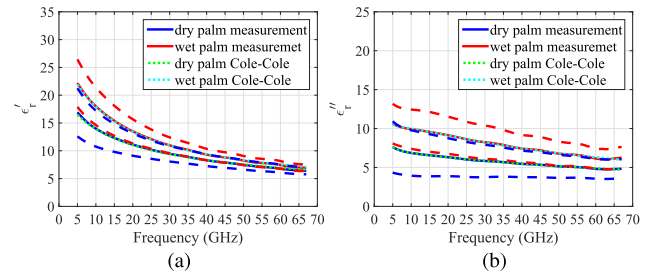 dry palm measurement
wet palm measuremet
dry palm Cole-Cole
wet palm Cole-Cole
35
30
25
20
15
10
5
0
εr′
0 5 10 15 20 25 30 35 40 45 50 55 60 65 70
Frequency (GHz)
(a)
dry palm measurement
wet palm measuremet
dry palm Cole-Cole
wet palm Cole-Cole
25
20
15
10
5
0
εr″
0 5 10 15 20 25 30 35 40 45 50 55 60 65 70
Frequency (GHz)
(b)